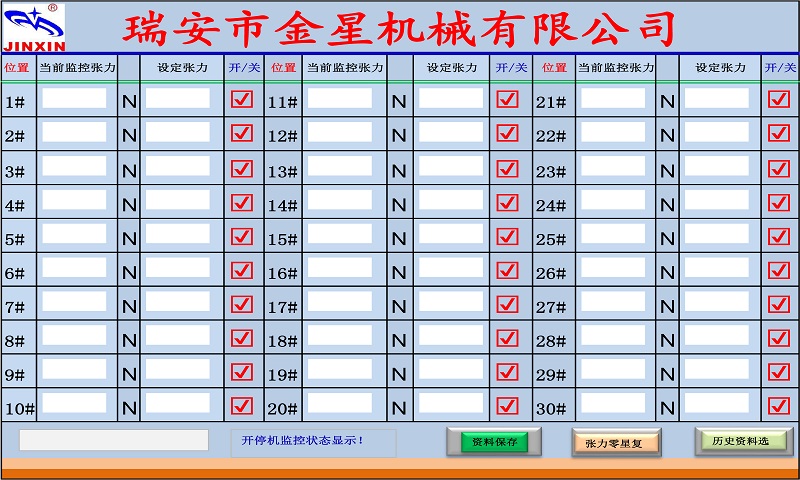 ® JINXIN 瑞安市金星机械有限公司
位置 当前监控张力 设定张力 开/关 位置 当前监控张力 设定张力 开/关 位置 当前监控张力 设定张力 开/关
1# N 11# N 21# N
2# N 12# N 22# N
3# N 13# N 23# N
4# N 14# N 24# N
5# N 15# N 25# N
6# N 16# N 26# N
7# N 17# N 27# N
8# N 18# N 28# N
9# N 19# N 29# N
10# N 20# N 30# N
开停机监控状态显示！ 资料保存 张力零星复 历史资料选